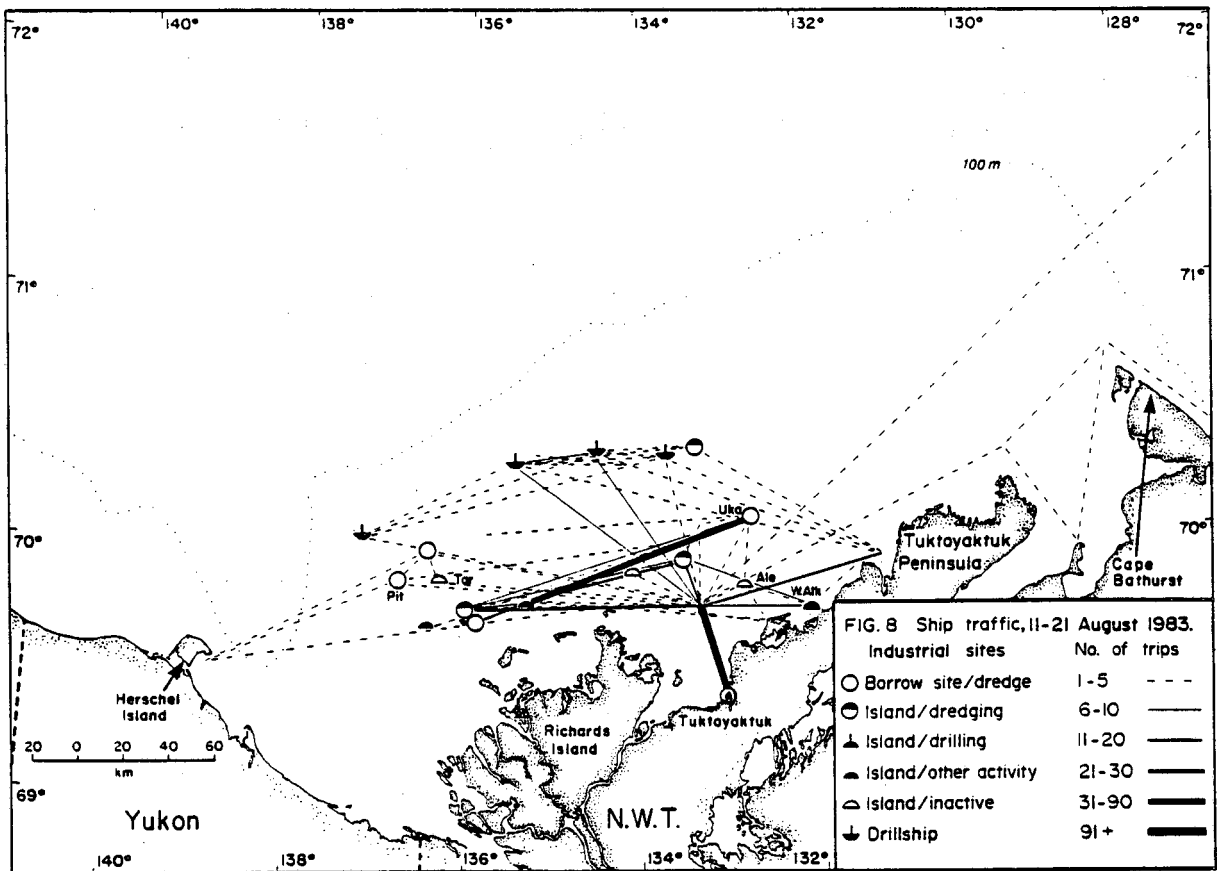 140° 138° 136° 134° 132° 130° 128°
72° 72°
100 m
71° 71°
Uka
70° 70°
Tuktoyaktuk
Peninsula
Tar
Ale
Pit
W.Atk
Cape
Bathurst
Herschel
Island
20 0 20 40 60
km
Richards
Island
Tuktoyaktuk
69°
Yukon
N.W.T.
140° 138° 136° 134° 132°
FIG. 8 Ship traffic, 11-21 August 1983.
Industrial sites No. of trips
Borrow site/dredge 1-5
Island/dredging 6-10
Island/drilling 11-20
Island/other activity 21-30
Island/inactive 31-90
Drillship 91+